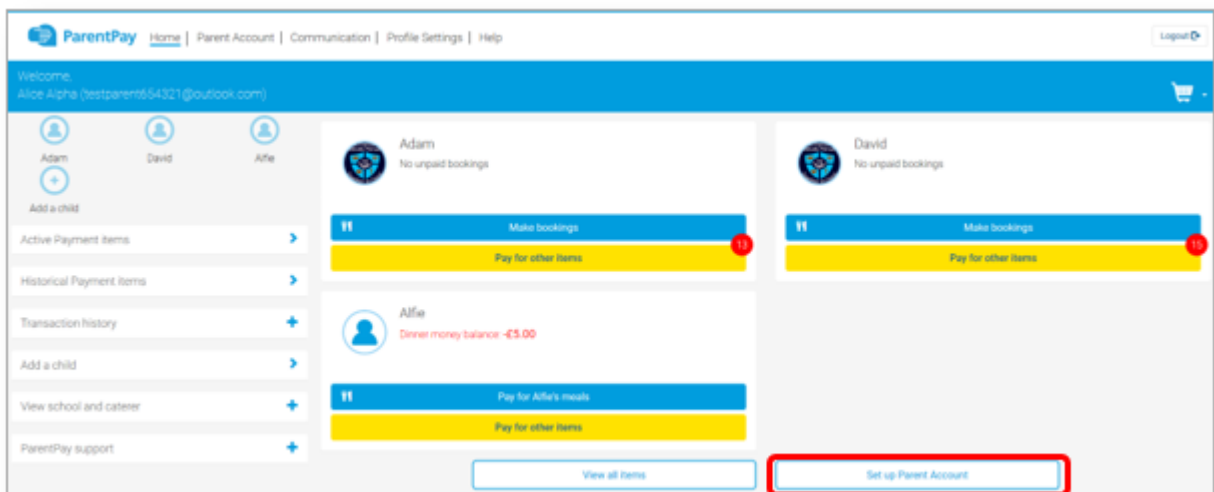 ParentPay Home | Parent Account | Communication | Profile Settings | Help
Logout
Welcome,
Alice Alpha (testparent654321@outlook.com)
Adam David Alfie
Add a child
Active Payment items
Historical Payment items
Transaction history
Add a child
View school and caterer
ParentPay support
Adam
No unpaid bookings
Make bookings
13
Pay for other items
David
No unpaid bookings
Make bookings
15
Pay for other items
Alfie
Dinner money balance: -£5.00
Pay for Alfie's meals
Pay for other items
View all items
Set up Parent Account